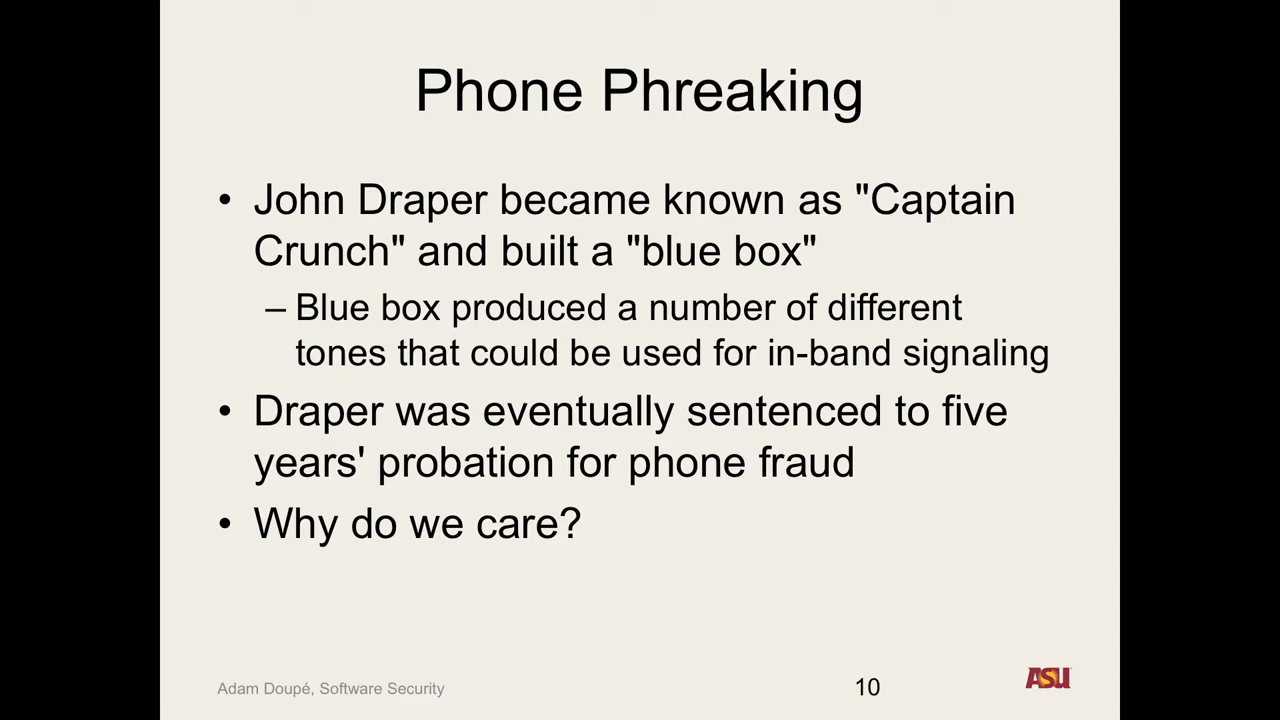 Phone Phreaking
• John Draper became known as "Captain
Crunch" and built a "blue box"
– Blue box produced a number of different
tones that could be used for in-band signaling
• Draper was eventually sentenced to five
years' probation for phone fraud
• Why do we care?
Adam Doupé, Software Security
10
ASU